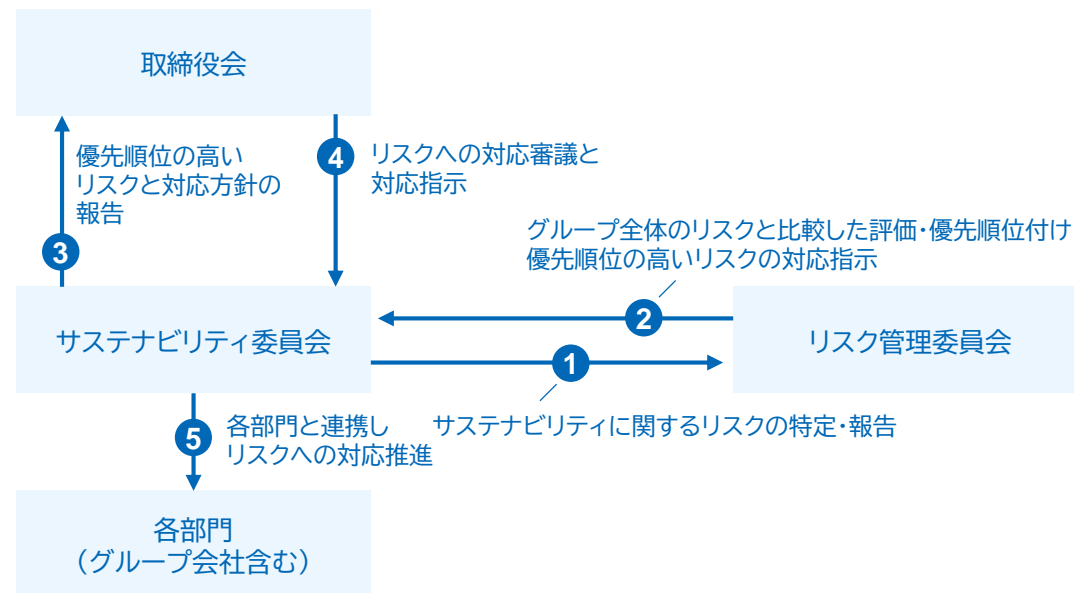 取締役会
優先順位の高い
リスクと対応方針の
報告
3
4
リスクへの対応審議と
対応指示
グループ全体のリスクと比較した評価・優先順位付け
優先順位の高いリスクの対応指示
サステナビリティ委員会
2
リスク管理委員会
1
サステナビリティに関するリスクの特定・報告
5
各部門と連携し
リスクへの対応推進
各部門
（グループ会社含む）